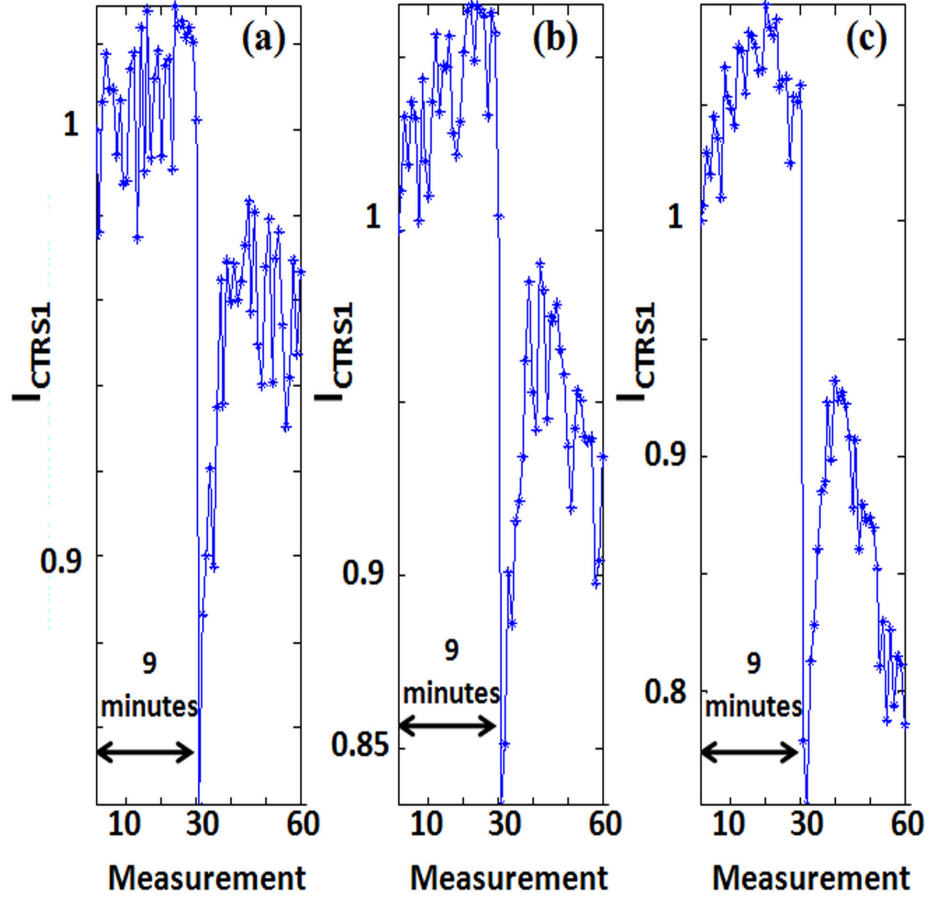 (a)
1
0.9
I_CTRS1
9
minutes
10 30 60
Measurement
(b)
1
0.9
0.85
I_CTRS1
9
minutes
10 30 60
Measurement
(c)
1
0.9
0.8
I_CTRS1
9
minutes
10 30 60
Measurement